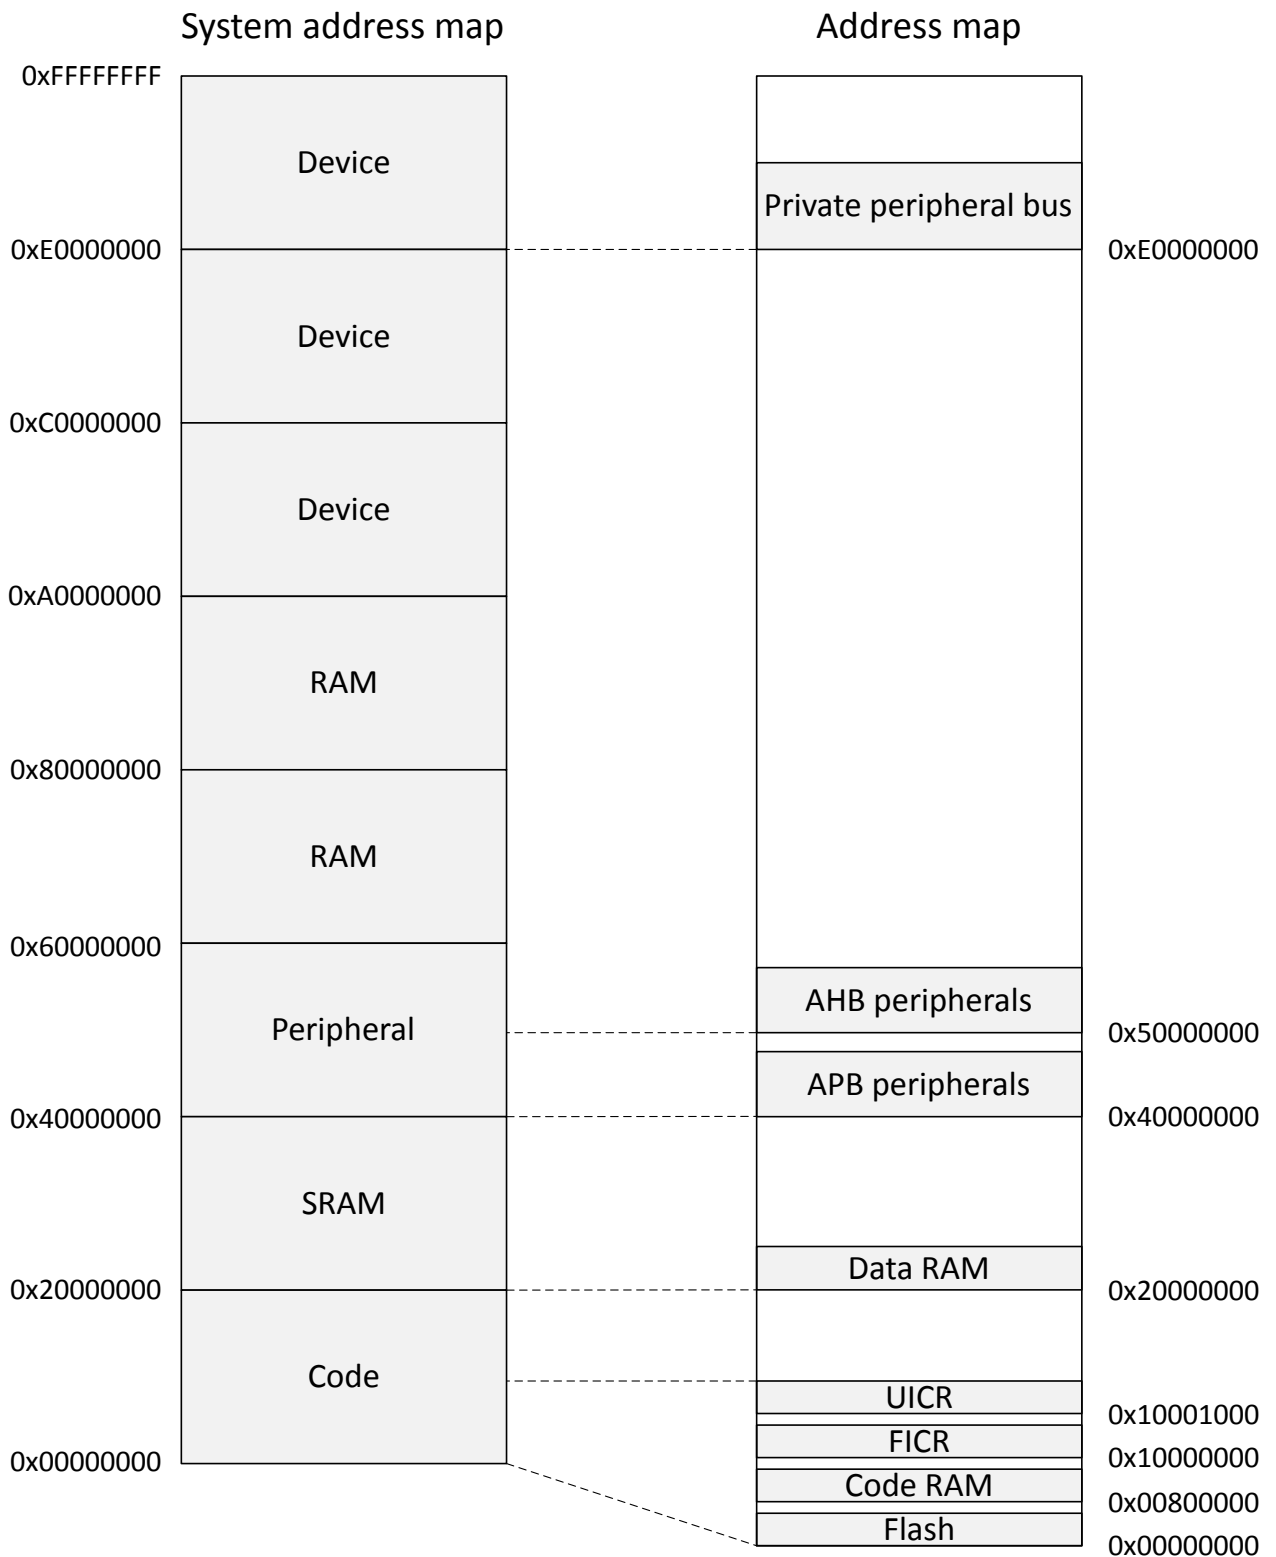 System address map
Address map
0xFFFFFFFF
Device
Private peripheral bus
0xE0000000
0xE0000000
Device
0xC0000000
Device
0xA0000000
RAM
0x80000000
RAM
0x60000000
AHB peripherals
Peripheral
0x50000000
APB peripherals
0x40000000
0x40000000
SRAM
Data RAM
0x20000000
0x20000000
Code
UICR
0x10001000
FICR
0x10000000
0x00000000
Code RAM
0x00800000
Flash
0x00000000